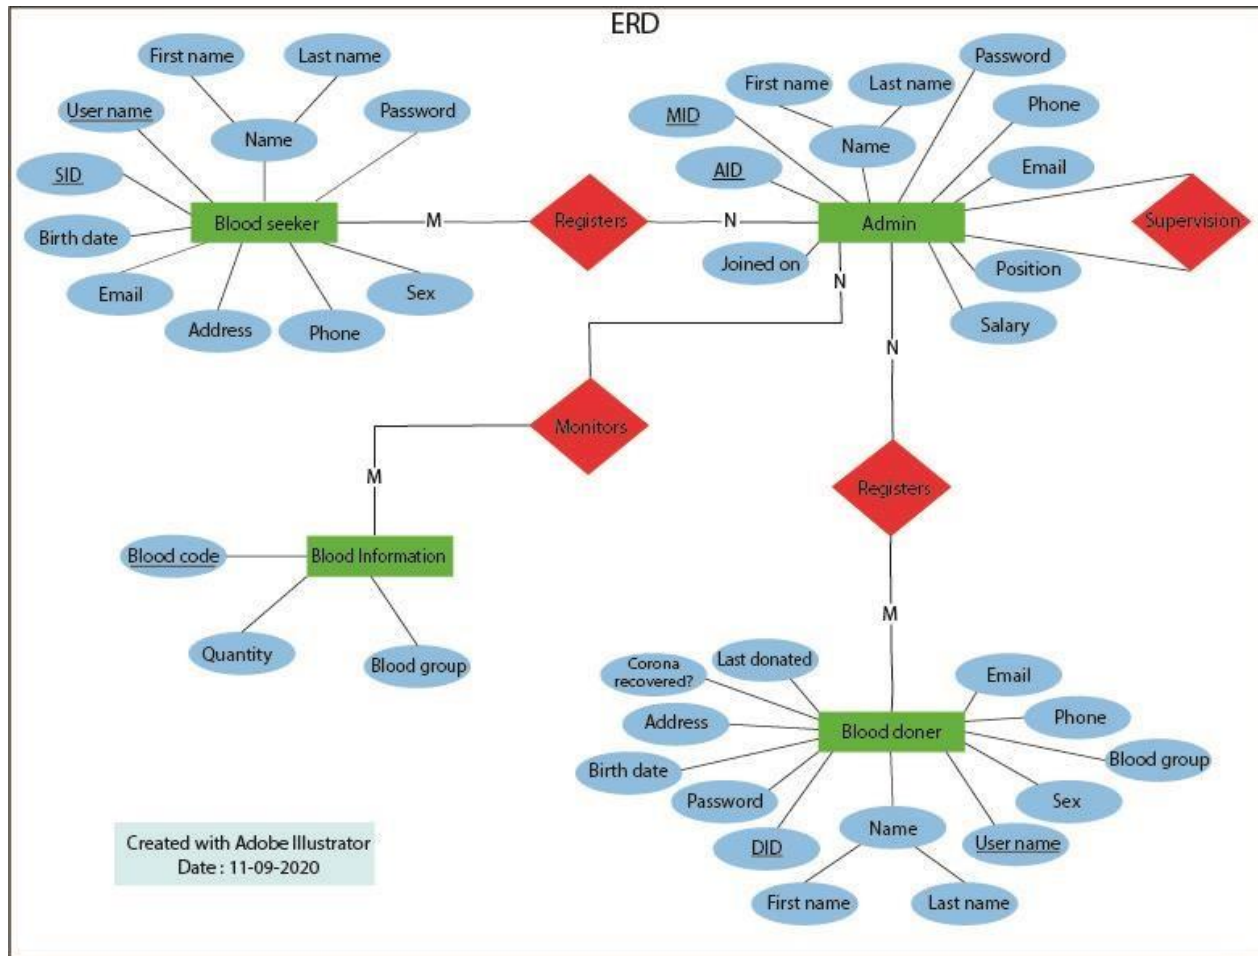 ERD
First name
Last name
User name
Name
Password
SID
Blood seeker
Birth date
Email
Address
Phone
Sex
M
Registers
N
Password
First name
Last name
MID
Name
Phone
AID
Email
Admin
Supervision
Joined on
Position
Salary
N
N
Monitors
M
Registers
Blood code
Blood Information
Quantity
Blood group
M
Corona
recovered?
Last donated
Email
Address
Phone
Blood doner
Birth date
Blood group
Password
Sex
DID
Name
User name
First name
Last name
Created with Adobe Illustrator
Date : 11-09-2020